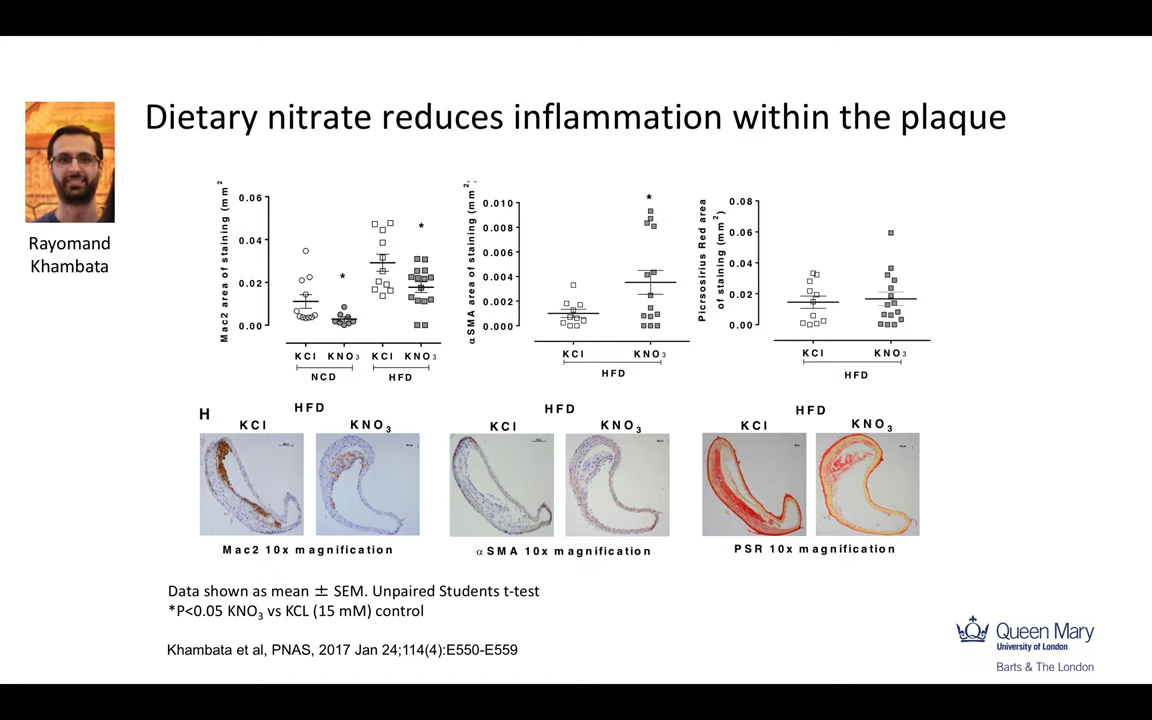 Dietary nitrate reduces inflammation within the plaque
Rayomand
Khambata
Mac2 area of staining (mm2
0.06
0.04
0.02
0.00
*
*
KCl KNO3 KCl KNO3
NCD HFD
αSMA area of staining (mm2)
0.010
0.008
0.006
0.004
0.002
0.000
*
KCl KNO3
HFD
Picrsosirius Red area
of staining (mm2)
0.08
0.06
0.04
0.02
0.00
KCl KNO3
HFD
H
HFD
KCl KNO3
Mac2 10x magnification
HFD
KCl KNO3
αSMA 10x magnification
HFD
KCl KNO3
PSR 10x magnification
Data shown as mean ± SEM. Unpaired Students t-test
*P<0.05 KNO3 vs KCL (15 mM) control
Khambata et al, PNAS, 2017 Jan 24;114(4):E550-E559
Queen Mary
University of London
Barts & The London